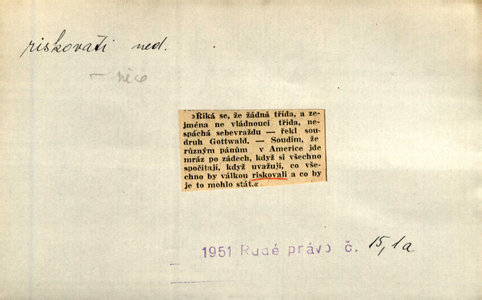 riskovati ned.
— něco
›Říká se, že žádná třída, a ze-
jména ne vládnoucí třída, ne-
spáchá sebevraždu — řekl sou-
druh Gottwald. — Soudím, že
různým pánům v Americe jde
mráz po zádech, když si všechno
spočítají, když uvažují, co vše-
chno by válkou riskovali a co by
je to mohlo stát.«
1951 Rudé právo č. 15, 1a